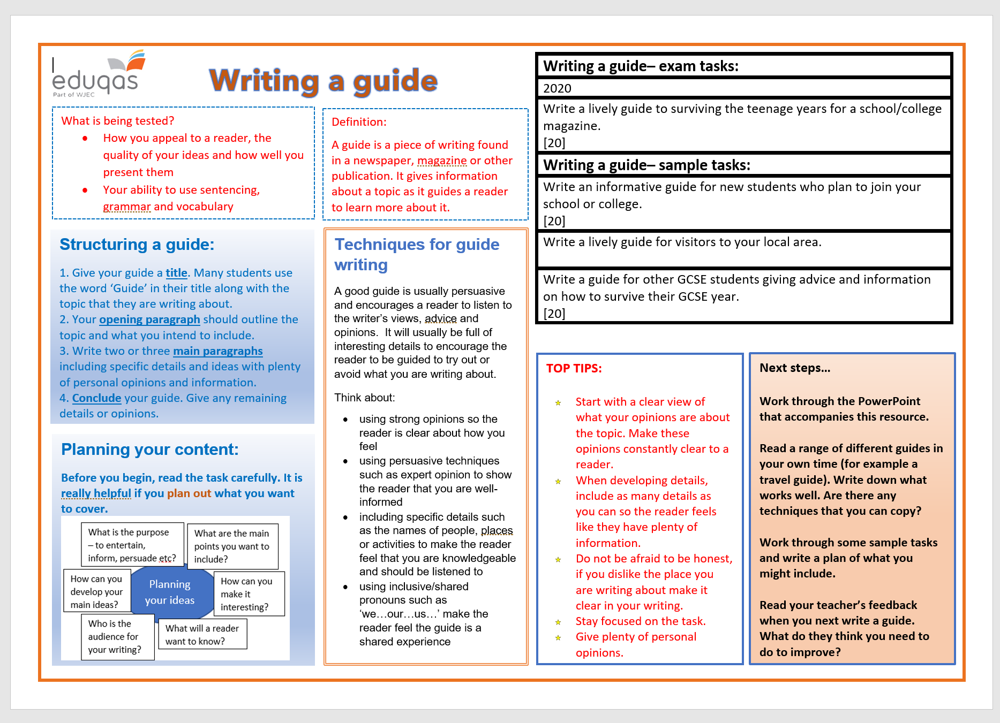 eduqas
Part of WJEC
Writing a guide
What is being tested?
● How you appeal to a reader, the
quality of your ideas and how well you
present them
● Your ability to use sentencing,
grammar and vocabulary
Definition:
A guide is a piece of writing found
in a newspaper, magazine or other
publication. It gives information
about a topic as it guides a reader
to learn more about it.
Structuring a guide:
1. Give your guide a title. Many students use
the word ‘Guide’ in their title along with the
topic that they are writing about.
2. Your opening paragraph should outline the
topic and what you intend to include.
3. Write two or three main paragraphs
including specific details and ideas with plenty
of personal opinions and information.
4. Conclude your guide. Give any remaining
details or opinions.
Planning your content:
Before you begin, read the task carefully. It is
really helpful if you plan out what you want
to cover.
What is the purpose
– to entertain,
inform, persuade etc?
What are the main
points you want to
include?
How can you
develop your
main ideas?
Planning
your ideas
How can you
make it
interesting?
Who is the
audience for
your writing?
What will a reader
want to know?
Techniques for guide
writing
A good guide is usually persuasive
and encourages a reader to listen to
the writer’s views, advice and
opinions. It will usually be full of
interesting details to encourage the
reader to be guided to try out or
avoid what you are writing about.
Think about:
● using strong opinions so the
reader is clear about how you
feel
● using persuasive techniques
such as expert opinion to show
the reader that you are well-
informed
● including specific details such
as the names of people, places
or activities to make the reader
feel that you are knowledgeable
and should be listened to
● using inclusive/shared
pronouns such as
‘we…our…us…’ make the
reader feel the guide is a
shared experience
Writing a guide– exam tasks:
2020
Write a lively guide to surviving the teenage years for a school/college
magazine.
[20]
Writing a guide– sample tasks:
Write an informative guide for new students who plan to join your
school or college.
[20]
Write a lively guide for visitors to your local area.
Write a guide for other GCSE students giving advice and information
on how to survive their GCSE year.
[20]
TOP TIPS:
Start with a clear view of
what your opinions are about
the topic. Make these
opinions constantly clear to a
reader.
When developing details,
include as many details as
you can so the reader feels
like they have plenty of
information.
Do not be afraid to be honest,
if you dislike the place you
are writing about make it
clear in your writing.
Stay focused on the task.
Give plenty of personal
opinions.
Next steps…
Work through the PowerPoint
that accompanies this resource.
Read a range of different guides in
your own time (for example a
travel guide). Write down what
works well. Are there any
techniques that you can copy?
Work through some sample tasks
and write a plan of what you
might include.
Read your teacher’s feedback
when you next write a guide.
What do they think you need to
do to improve?